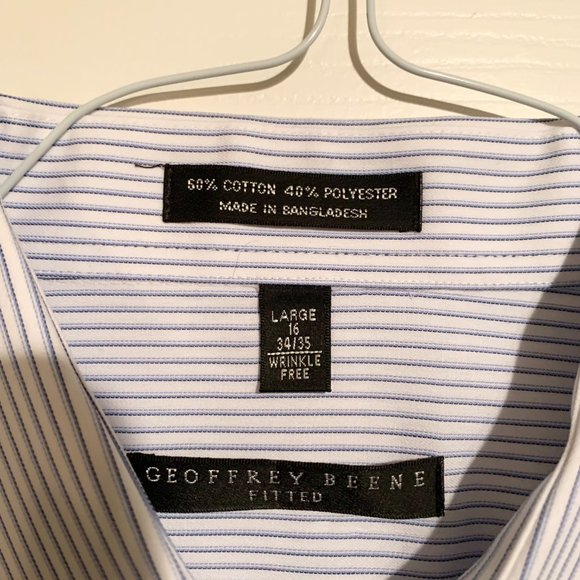 60% COTTON 40% POLYESTER
MADE IN BANGLADESH
LARGE
16
34/35
WRINKLE
FREE
GEOFFREY BEENE
FITTED